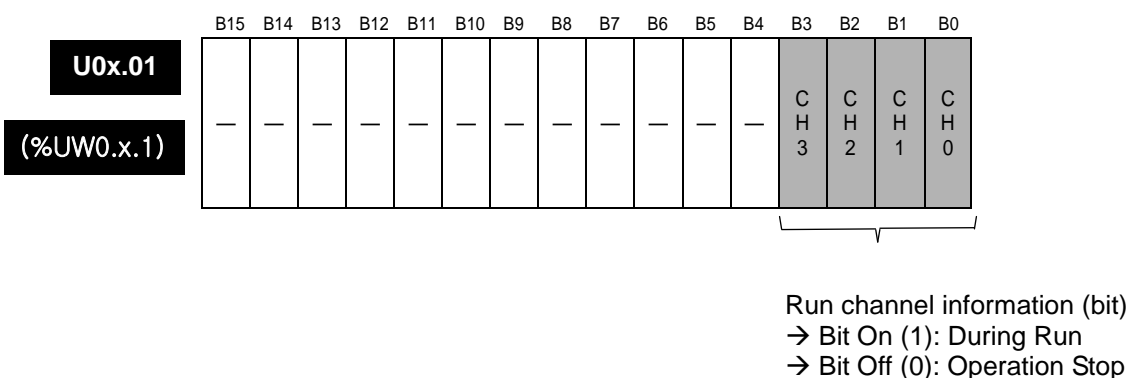 B15 B14 B13 B12 B11 B10 B9 B8 B7 B6 B5 B4 B3 B2 B1 B0
U0x.01
(%UW0.x.1)
— — — — — — — — — — — — CH3 CH2 CH1 CH0
Run channel information (bit)
→ Bit On (1): During Run
→ Bit Off (0): Operation Stop